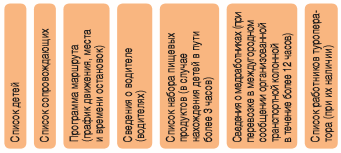 Список детей
Список сопровождающих
Программа маршрута
(график движения, места
и времени остановок)
Сведения о водителе
(водителях)
Список набора пищевых
продуктов (в случае
нахождения детей в пути
более 3 часов)
Сведения о медработниках (при
перевозке в междугородном
сообщении организованной
транспортной колонной
в течение более 12 часов)
Список работников туропера-
тора (при их наличии)